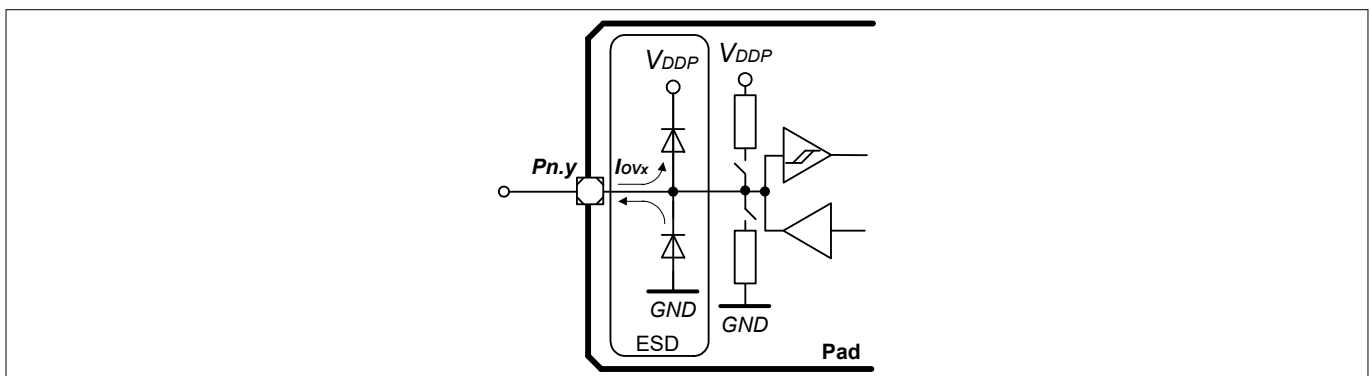 VDDP VDDP
Pn.y IOVx
GND
GND
ESD
Pad